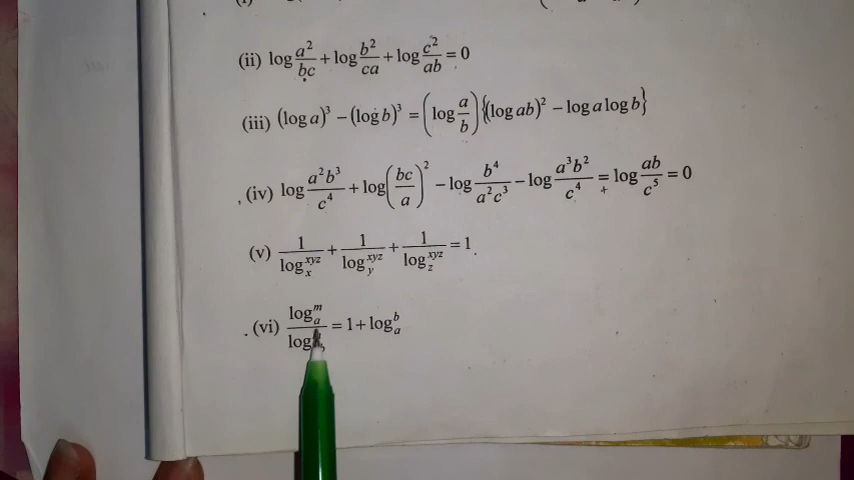 (ii) log a²/bc + log b²/ca + log c²/ab = 0
(iii) (log a)³ − (log b)³ = (log a/b){(log ab)² − log a log b}
(iv) log a²b³/c⁴ + log(bc/a)² − log b⁴/a²c³ − log a³b²/c⁴ = log ab/c⁵ = 0
(v) 1/log_x^xyz + 1/log_y^xyz + 1/log_z^xyz = 1.
(vi) log_a^m/log = 1 + log_a^b